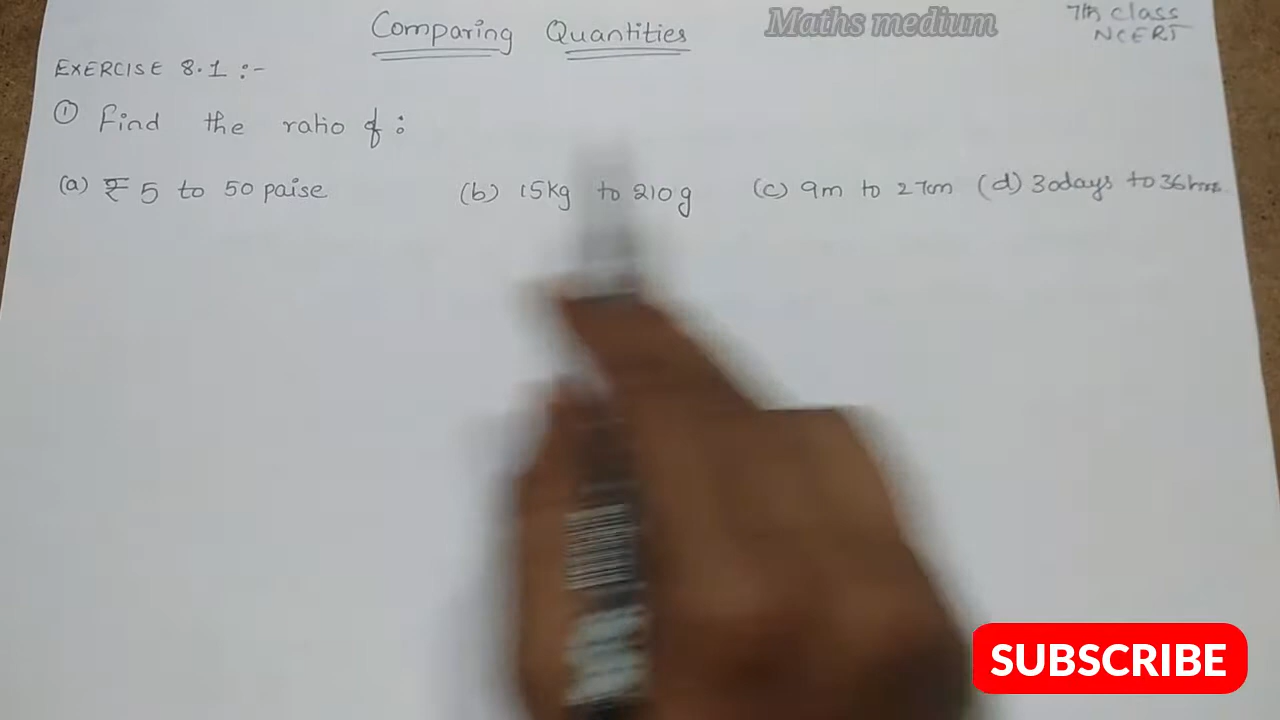 Comparing Quantities
Maths medium
7th class
NCERT
EXERCISE 8.1 :-
① Find the ratio of :
(a) ₹ 5 to 50 paise (b) 15kg to 210g (c) 9m to 27cm (d) 30days to 36hrs.
SUBSCRIBE